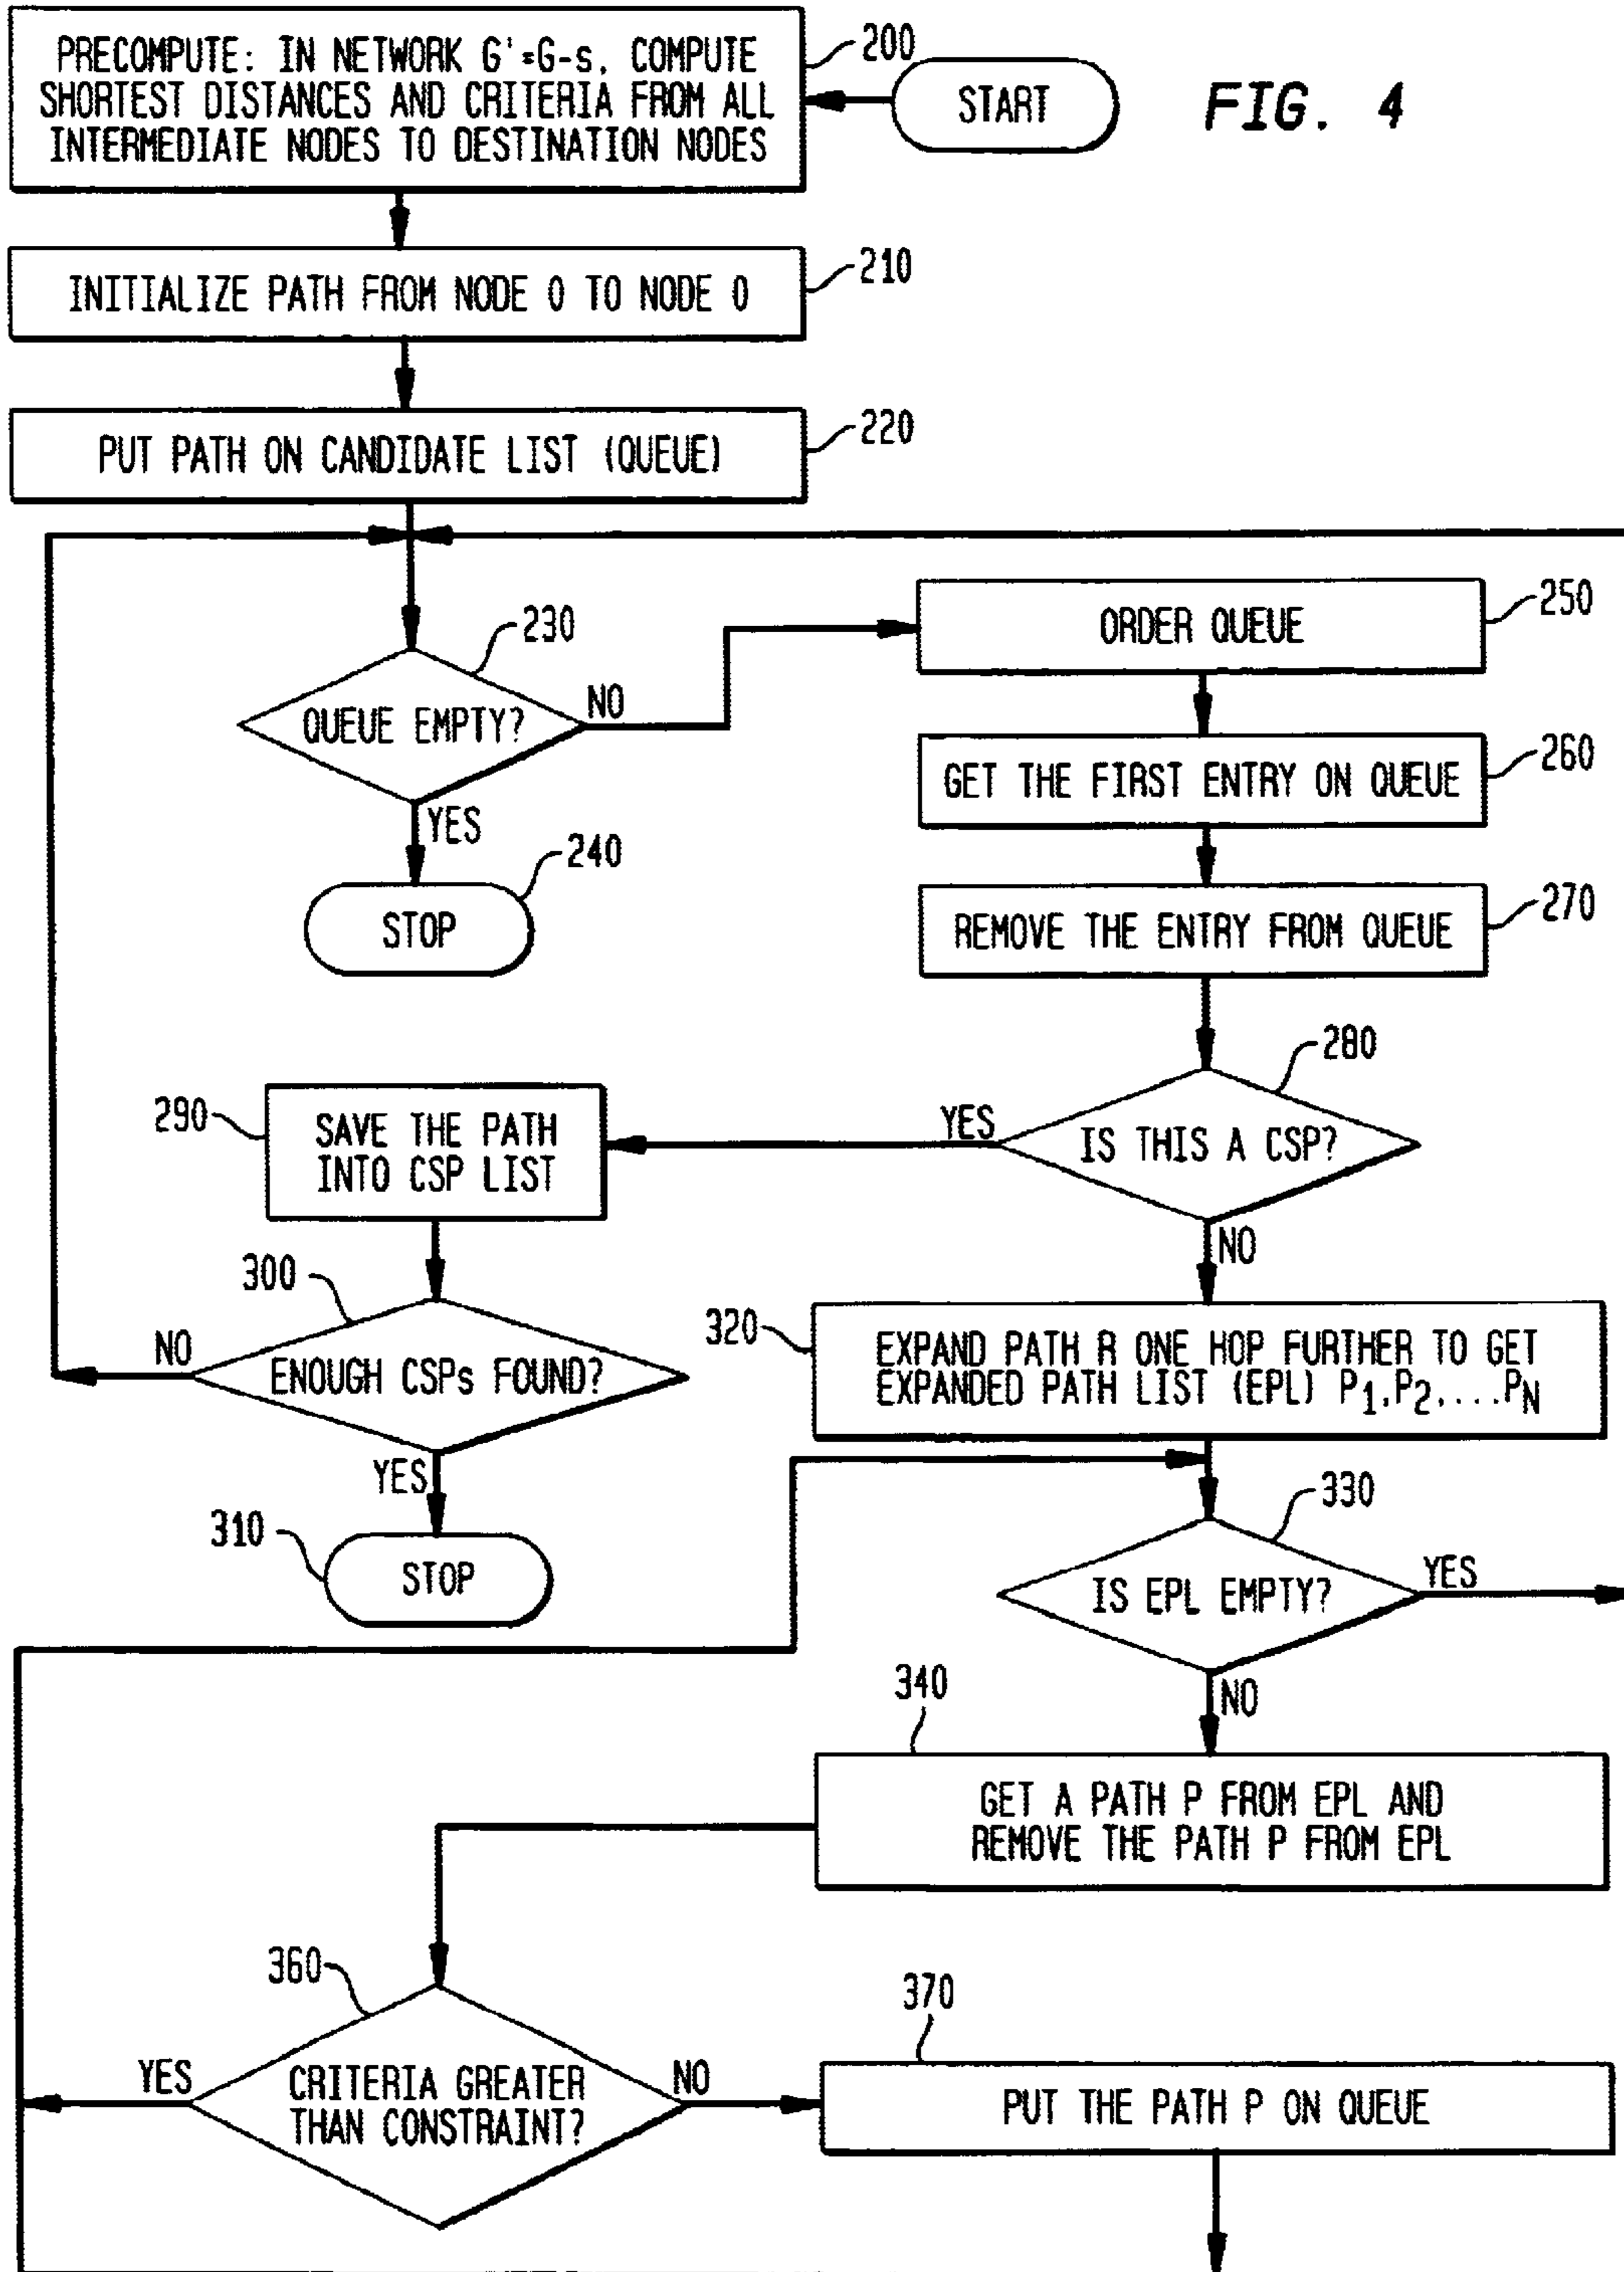 PRECOMPUTE: IN NETWORK G'=G-s, COMPUTE
SHORTEST DISTANCES AND CRITERIA FROM ALL
INTERMEDIATE NODES TO DESTINATION NODES
200
START
FIG. 4
INITIALIZE PATH FROM NODE 0 TO NODE 0
210
PUT PATH ON CANDIDATE LIST (QUEUE)
220
230
QUEUE EMPTY?
NO
YES
240
STOP
ORDER QUEUE
250
GET THE FIRST ENTRY ON QUEUE
260
REMOVE THE ENTRY FROM QUEUE
270
280
IS THIS A CSP?
YES
NO
290
SAVE THE PATH
INTO CSP LIST
300
ENOUGH CSPs FOUND?
NO
YES
310
STOP
320
EXPAND PATH R ONE HOP FURTHER TO GET
EXPANDED PATH LIST (EPL) P1,P2,....PN
330
IS EPL EMPTY?
YES
NO
340
GET A PATH P FROM EPL AND
REMOVE THE PATH P FROM EPL
360
CRITERIA GREATER
THAN CONSTRAINT?
YES
NO
370
PUT THE PATH P ON QUEUE